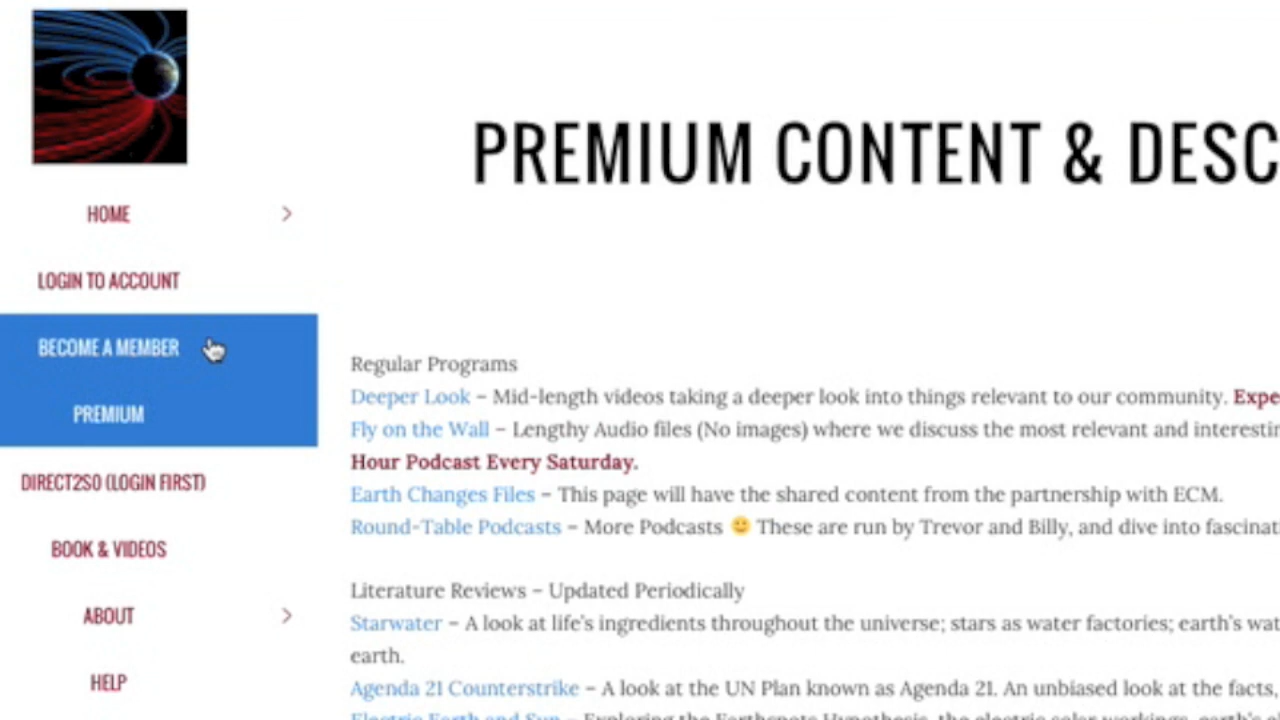 PREMIUM CONTENT & DESC
HOME
LOGIN TO ACCOUNT
BECOME A MEMBER
PREMIUM
DIRECT2SO (LOGIN FIRST)
BOOK & VIDEOS
ABOUT
HELP
Regular Programs
Deeper Look – Mid-length videos taking a deeper look into things relevant to our community. Expe
Fly on the Wall – Lengthy Audio files (No images) where we discuss the most relevant and interestin
Hour Podcast Every Saturday.
Earth Changes Files – This page will have the shared content from the partnership with ECM.
Round-Table Podcasts – More Podcasts 🙂 These are run by Trevor and Billy, and dive into fascinat
Literature Reviews – Updated Periodically
Starwater – A look at life's ingredients throughout the universe; stars as water factories; earth's wat
earth.
Agenda 21 Counterstrike – A look at the UN Plan known as Agenda 21. An unbiased look at the facts,
Electric Earth and Sun – Exploring the Earthspots Hypothesis, the electric solar workings, earth's